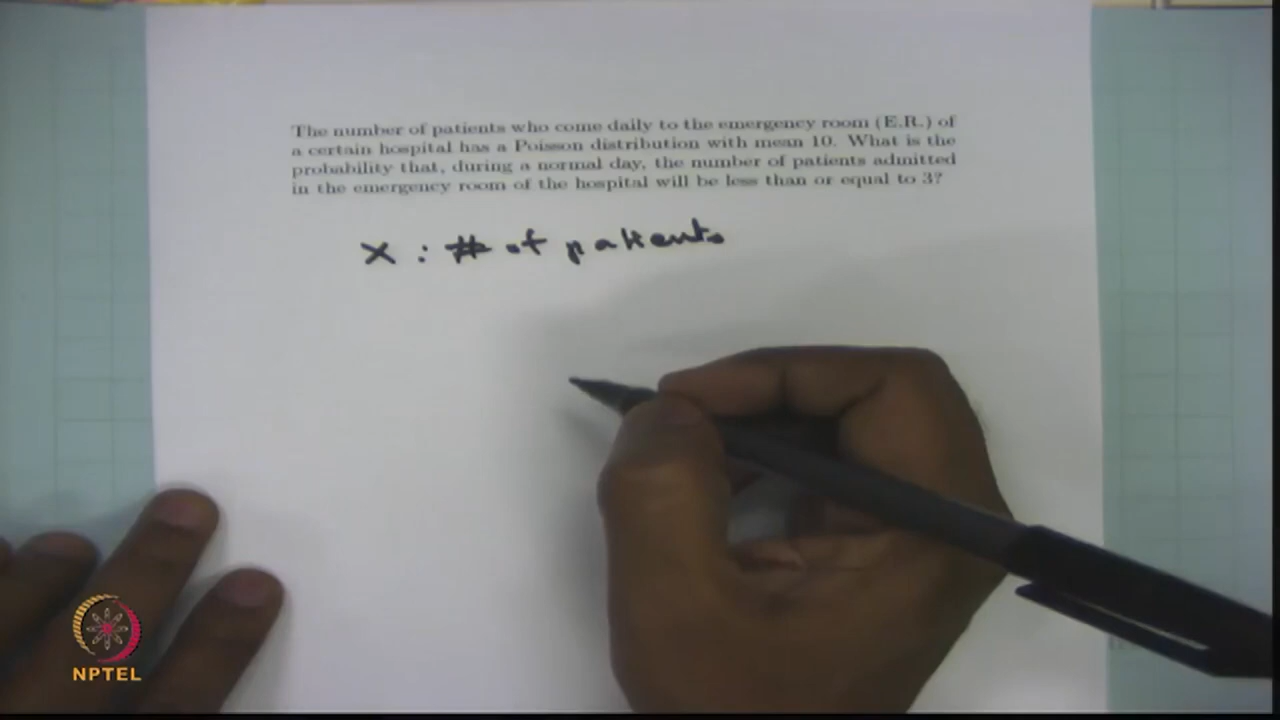 The number of patients who come daily to the emergency room (E.R.) of
a certain hospital has a Poisson distribution with mean 10. What is the
probability that, during a normal day, the number of patients admitted
in the emergency room of the hospital will be less than or equal to 3?
X : # of patients
NPTEL